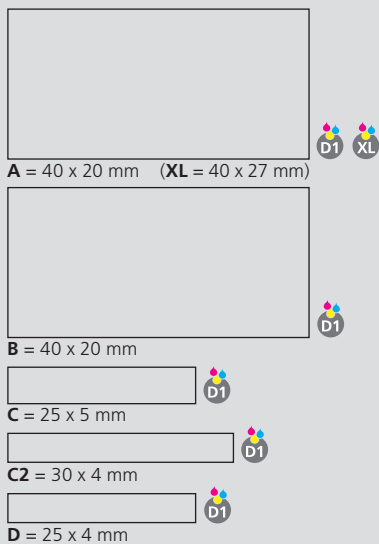 D1 XL
A = 40 x 20 mm (XL = 40 x 27 mm)
D1
B = 40 x 20 mm
D1
C = 25 x 5 mm
D1
C2 = 30 x 4 mm
D1
D = 25 x 4 mm